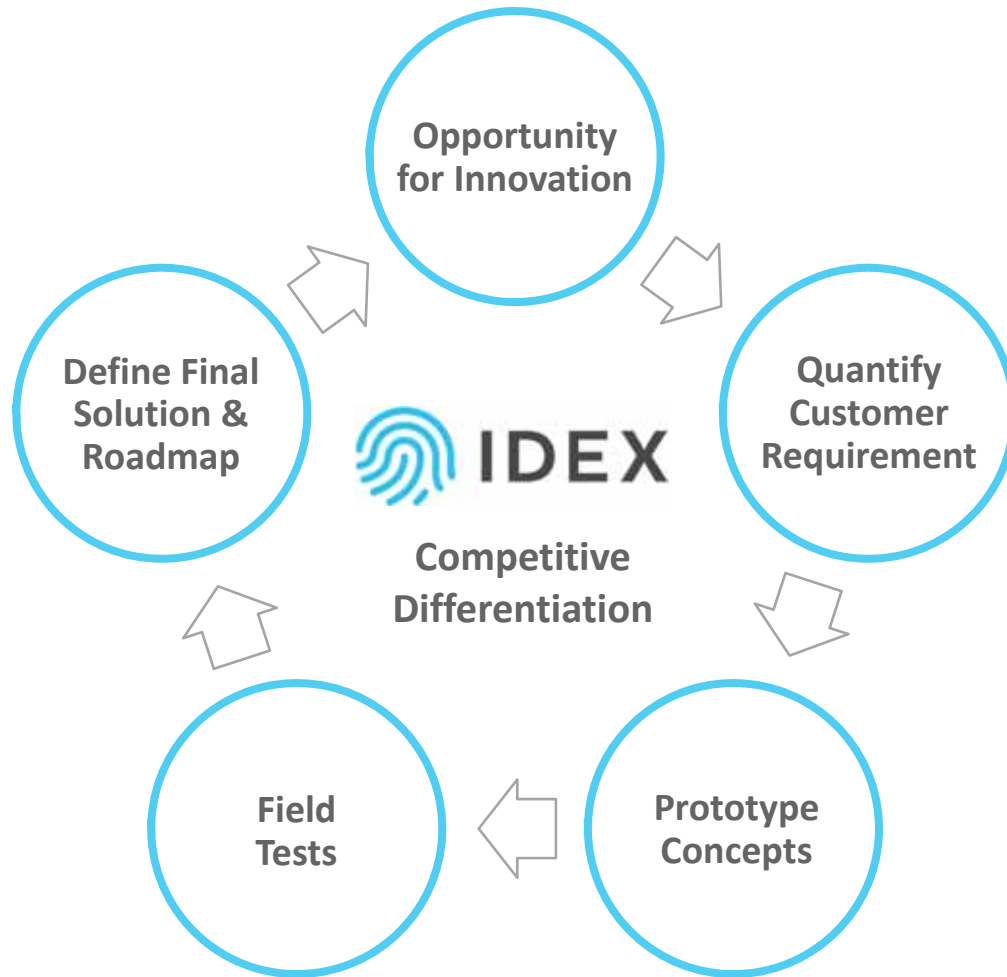 Opportunity
for Innovation
Quantify
Customer
Requirement
Prototype
Concepts
Field
Tests
Define Final
Solution &
Roadmap
IDEX
Competitive
Differentiation